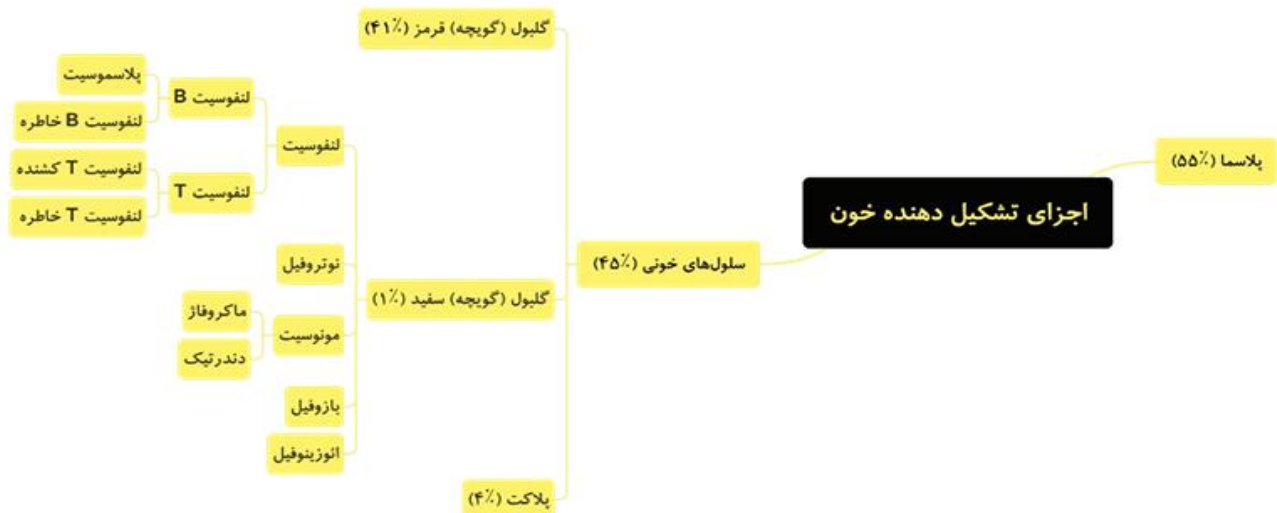 اجزای تشکیل دهنده خون
پلاسما (۵۵٪)
سلول‌های خونی (۴۵٪)
گلبول (گویچه) قرمز (۴۱٪)
گلبول (گویچه) سفید (۱٪)
لنفوسیت
لنفوسیت B
پلاسموسیت
لنفوسیت B خاطره
لنفوسیت T
لنفوسیت T کشنده
لنفوسیت T خاطره
نوتروفیل
مونوسیت
ماکروفاژ
دندرتیک
بازوفیل
ائوزینوفیل
پلاکت (۴٪)